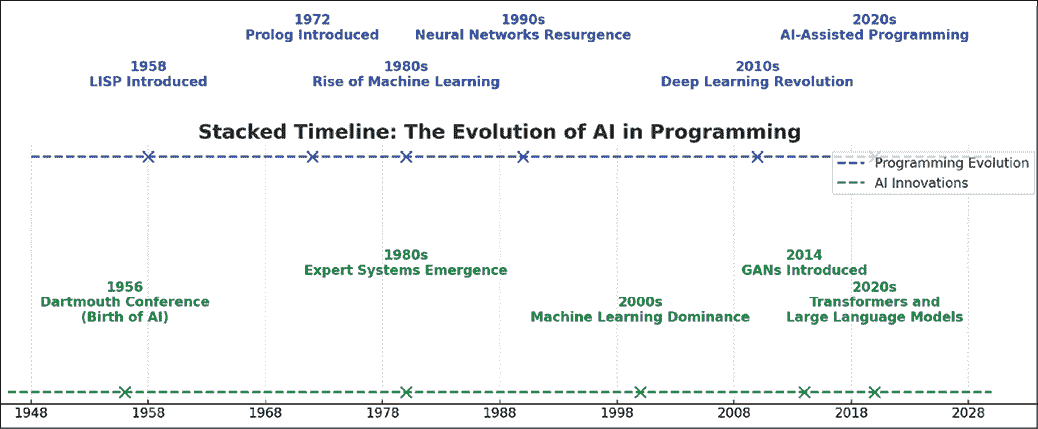 1972
Prolog Introduced
1990s
Neural Networks Resurgence
2020s
AI-Assisted Programming
1958
LISP Introduced
1980s
Rise of Machine Learning
2010s
Deep Learning Revolution
Stacked Timeline: The Evolution of AI in Programming
Programming Evolution
AI Innovations
1980s
Expert Systems Emergence
2014
GANs Introduced
1956
Dartmouth Conference
(Birth of AI)
2000s
Machine Learning Dominance
2020s
Transformers and
Large Language Models
1948 1958 1968 1978 1988 1998 2008 2018 2028